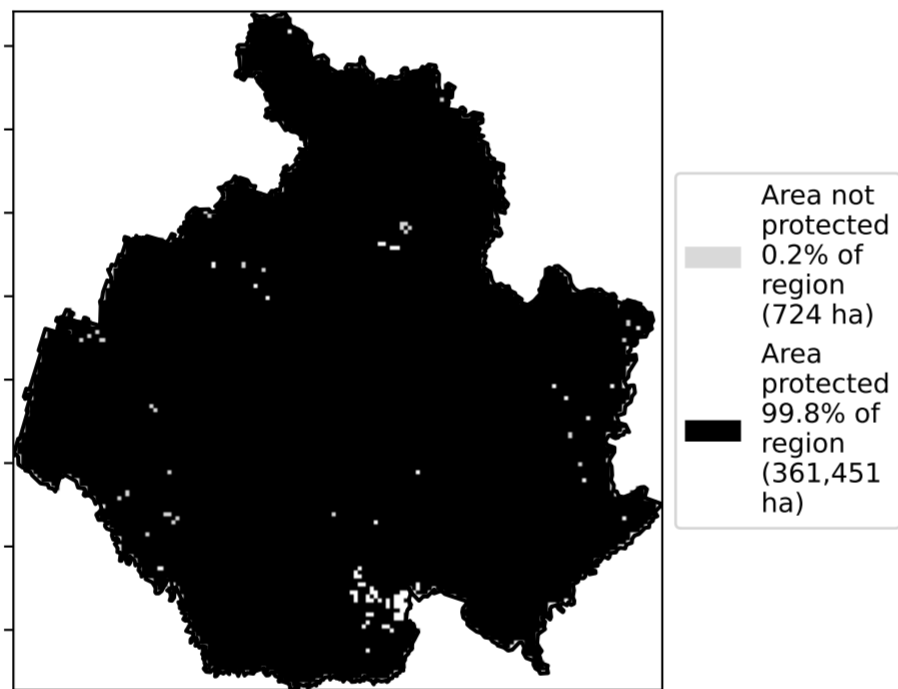 Area not
protected
0.2% of
region
(724 ha)
Area
protected
99.8% of
region
(361,451
ha)